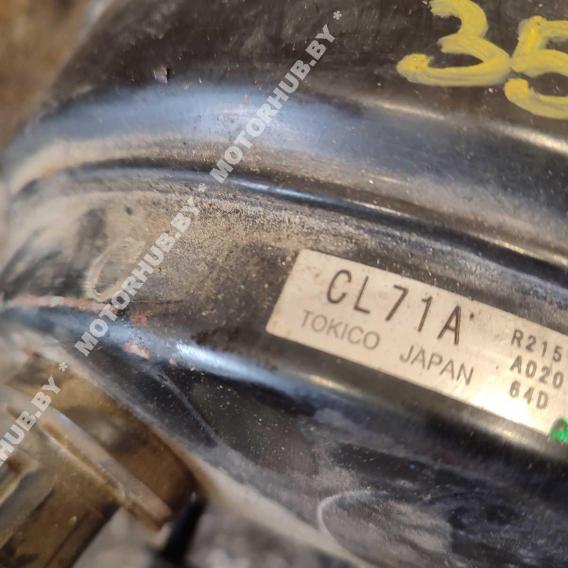 35
CL71A R215
TOKICO JAPAN A020
64D
* MOTORHUB.BY * MOTORHUB.BY * MOTORHUB.BY *